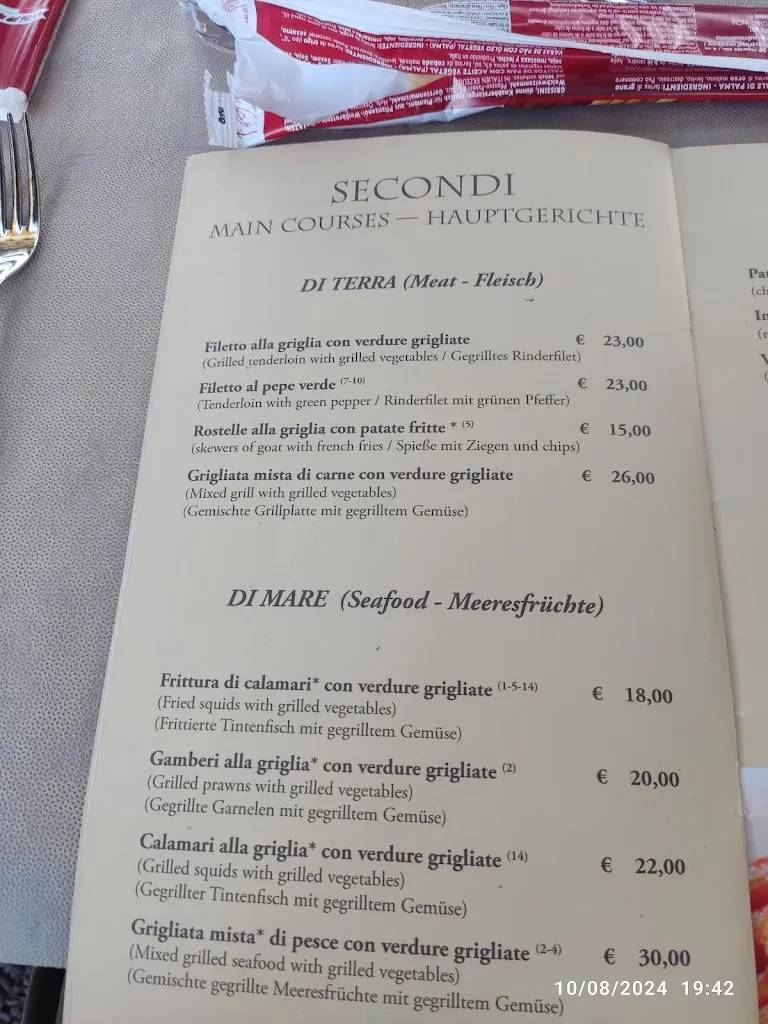 SECONDI
MAIN COURSES — HAUPTGERICHTE
DI TERRA (Meat - Fleisch)
Filetto alla griglia con verdure grigliate € 23,00
(Grilled tenderloin with grilled vegetables / Gegrilltes Rinderfilet)
Filetto al pepe verde (7-10) € 23,00
(Tenderloin with green pepper / Rinderfilet mit grünen Pfeffer)
Rostelle alla griglia con patate fritte * (5) € 15,00
(skewers of goat with french fries / Spieße mit Ziegen und chips)
Grigliata mista di carne con verdure grigliate € 26,00
(Mixed grill with grilled vegetables)
(Gemischte Grillplatte mit gegrilltem Gemüse)
DI MARE (Seafood - Meeresfrüchte)
Frittura di calamari* con verdure grigliate (1-5-14) € 18,00
(Fried squids with grilled vegetables)
(Frittierte Tintenfisch mit gegrilltem Gemüse)
Gamberi alla griglia* con verdure grigliate (2) € 20,00
(Grilled prawns with grilled vegetables)
(Gegrillte Garnelen mit gegrilltem Gemüse)
Calamari alla griglia* con verdure grigliate (14) € 22,00
(Grilled squids with grilled vegetables)
(Gegrillter Tintenfisch mit gegrilltem Gemüse)
Grigliata mista* di pesce con verdure grigliate (2-4) € 30,00
(Mixed grilled seafood with grilled vegetables)
(Gemischte gegrillte Meeresfrüchte mit gegrilltem Gemüse)
10/08/2024 19:42